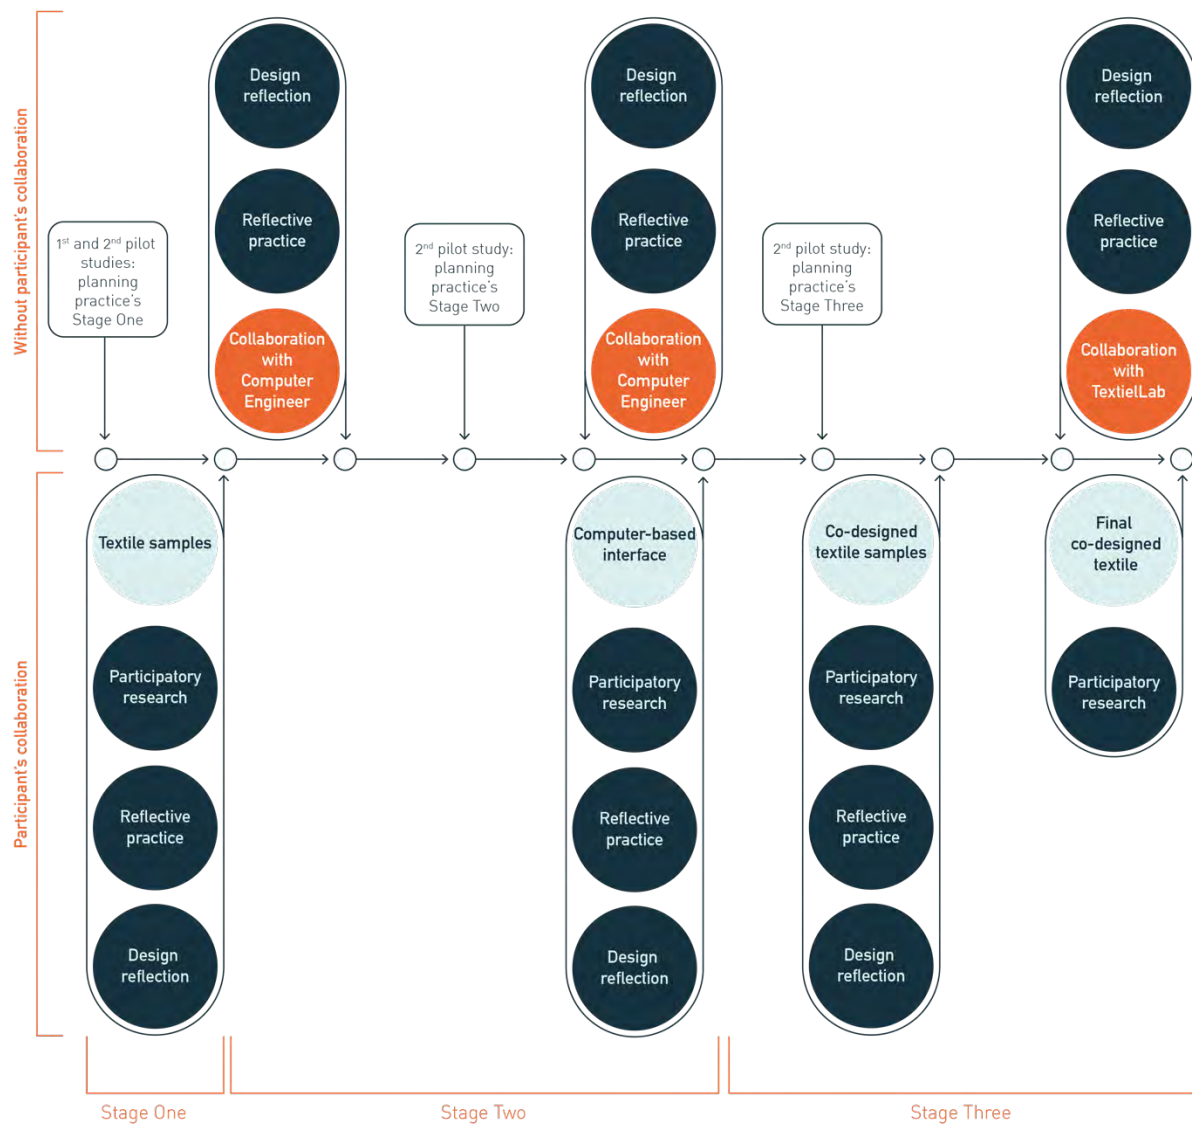 Without participant's collaboration
Design
reflection
Reflective
practice
Collaboration
with
Computer
Engineer
Design
reflection
Reflective
practice
Collaboration
with
Computer
Engineer
Design
reflection
Reflective
practice
Collaboration
with
TextielLab
1st and 2nd pilot
studies:
planning
practice's
Stage One
2nd pilot study:
planning
practice's
Stage Two
2nd pilot study:
planning
practice's
Stage Three
Participant's collaboration
Textile samples
Participatory
research
Reflective
practice
Design
reflection
Computer-based
interface
Participatory
research
Reflective
practice
Design
reflection
Co-designed
textile samples
Participatory
research
Reflective
practice
Design
reflection
Final
co-designed
textile
Participatory
research
Stage One
Stage Two
Stage Three